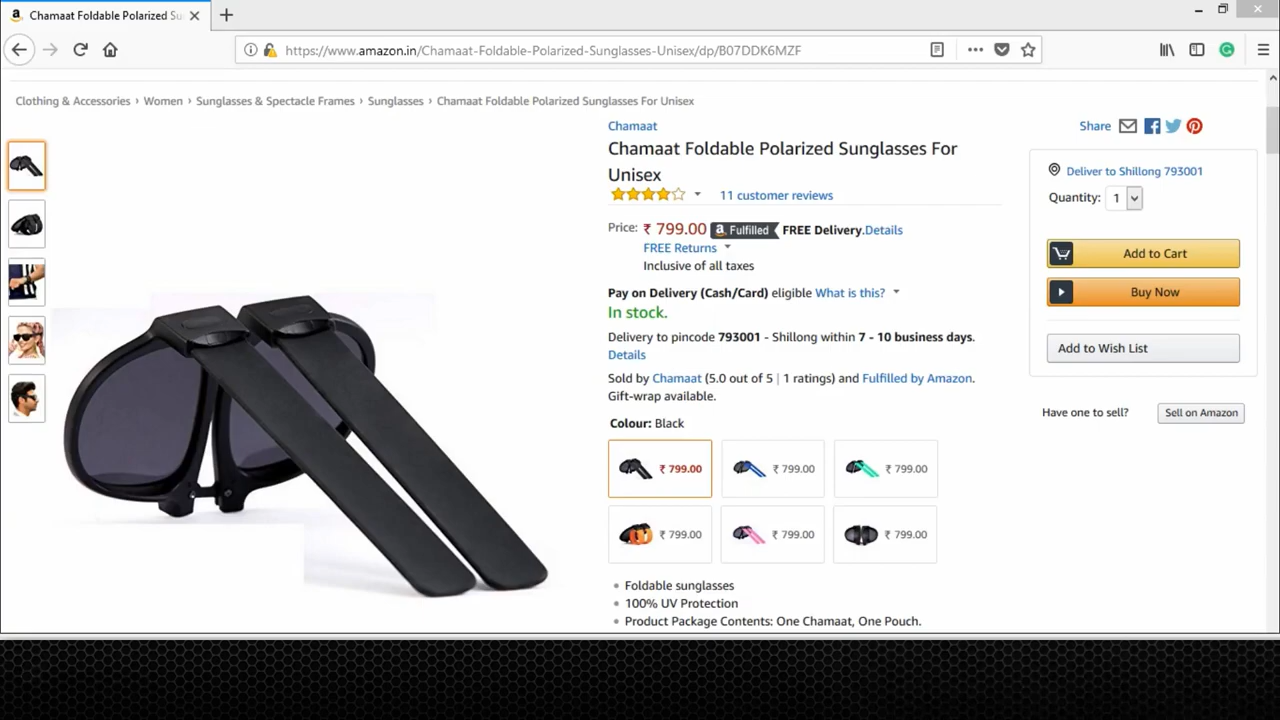 Chamaat Foldable Polarized Su
https://www.amazon.in/Chamaat-Foldable-Polarized-Sunglasses-Unisex/dp/B07DDK6MZF
Clothing & Accessories › Women › Sunglasses & Spectacle Frames › Sunglasses › Chamaat Foldable Polarized Sunglasses For Unisex
Chamaat
Chamaat Foldable Polarized Sunglasses For
Unisex
11 customer reviews
Price: ₹ 799.00 a Fulfilled FREE Delivery.Details
FREE Returns
Inclusive of all taxes
Pay on Delivery (Cash/Card) eligible What is this?
In stock.
Delivery to pincode 793001 - Shillong within 7 - 10 business days.
Details
Sold by Chamaat (5.0 out of 5 | 1 ratings) and Fulfilled by Amazon.
Gift-wrap available.
Colour: Black
₹ 799.00 ₹ 799.00 ₹ 799.00
₹ 799.00 ₹ 799.00 ₹ 799.00
• Foldable sunglasses
• 100% UV Protection
• Product Package Contents: One Chamaat, One Pouch.
Share
Deliver to Shillong 793001
Quantity: 1
Add to Cart
Buy Now
Add to Wish List
Have one to sell? Sell on Amazon